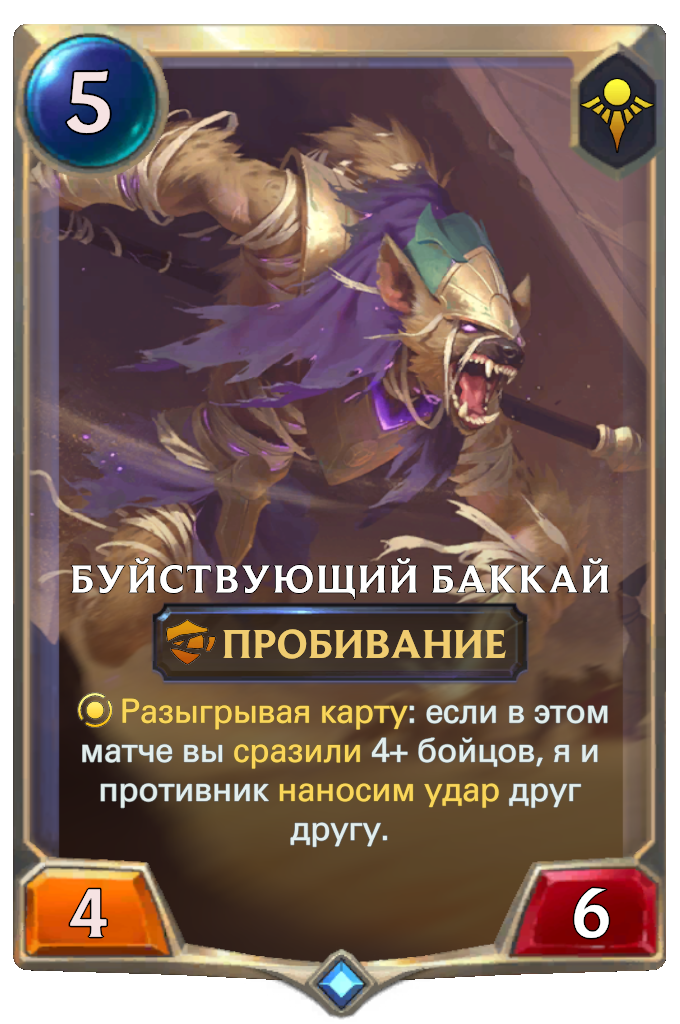 5
БУЙСТВУЮЩИЙ БАККАЙ
ПРОБИВАНИЕ
Разыгрывая карту: если в этом
матче вы сразили 4+ бойцов, я и
противник наносим удар друг
другу.
4
6